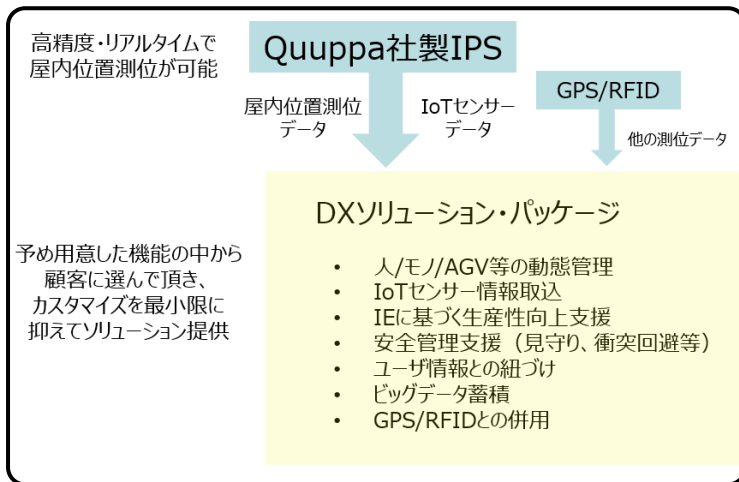 高精度・リアルタイムで
屋内位置測位が可能
Quuppa社製IPS
GPS/RFID
屋内位置測位
データ
IoTセンサー
データ
他の測位データ
DXソリューション・パッケージ
予め用意した機能の中から
顧客に選んで頂き、
カスタマイズを最小限に
抑えてソリューション提供
• 人/モノ/AGV等の動態管理
• IoTセンサー情報取込
• IEに基づく生産性向上支援
• 安全管理支援（見守り、衝突回避等）
• ユーザ情報との紐づけ
• ビッグデータ蓄積
• GPS/RFIDとの併用